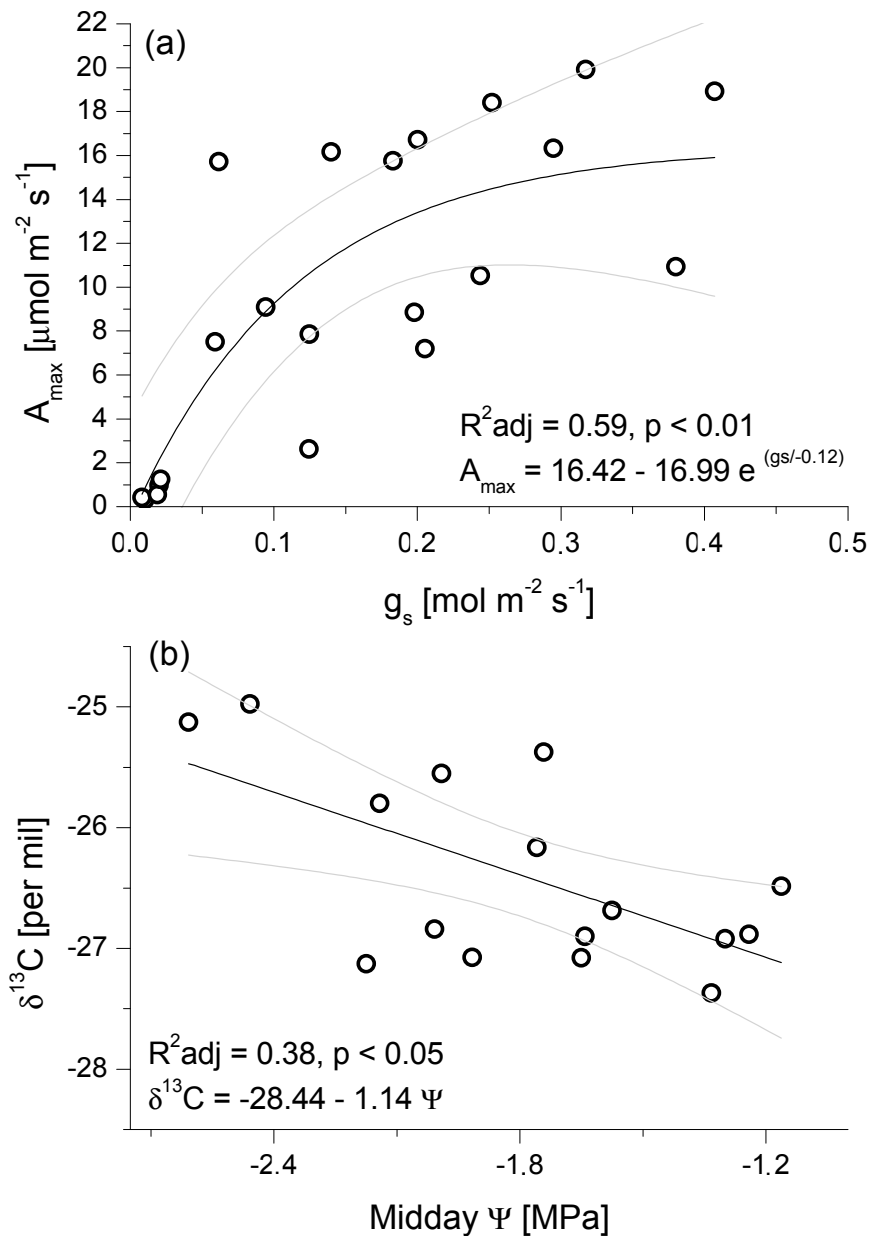 (a)
22
20
18
16
14
12
10
8
6
4
2
0
A_max [μmol m⁻² s⁻¹]
R²adj = 0.59, p < 0.01
A_max = 16.42 - 16.99 e ^(gs/-0.12)
0.0 0.1 0.2 0.3 0.4 0.5
g_s [mol m⁻² s⁻¹]
(b)
-25
-26
-27
-28
δ¹³C [per mil]
R²adj = 0.38, p < 0.05
δ¹³C = -28.44 - 1.14 Ψ
-2.4 -1.8 -1.2
Midday Ψ [MPa]